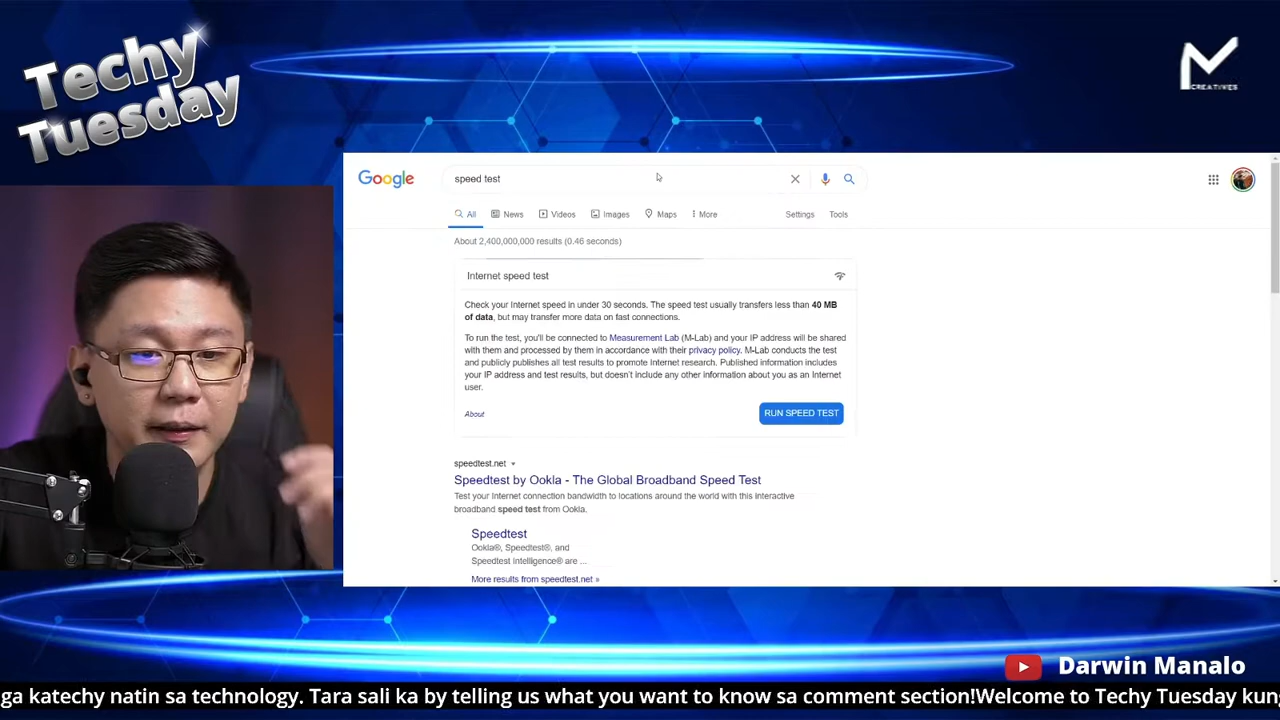 Techy
Tuesday
CREATIVES
Google
speed test
All
News
Videos
Images
Maps
More
Settings
Tools
About 2,400,000,000 results (0.46 seconds)
Internet speed test
Check your Internet speed in under 30 seconds. The speed test usually transfers less than 40 MB
of data, but may transfer more data on fast connections.
To run the test, you'll be connected to Measurement Lab (M-Lab) and your IP address will be shared
with them and processed by them in accordance with their privacy policy. M-Lab conducts the test
and publicly publishes all test results to promote Internet research. Published information includes
your IP address and test results, but doesn't include any other information about you as an Internet
user.
About
RUN SPEED TEST
speedtest.net
Speedtest by Ookla - The Global Broadband Speed Test
Test your Internet connection bandwidth to locations around the world with this interactive
broadband speed test from Ookla.
Speedtest
Ookla®, Speedtest®, and
Speedtest Intelligence® are ...
More results from speedtest.net »
Darwin Manalo
ga katechy natin sa technology. Tara sali ka by telling us what you want to know sa comment section!Welcome to Techy Tuesday kung